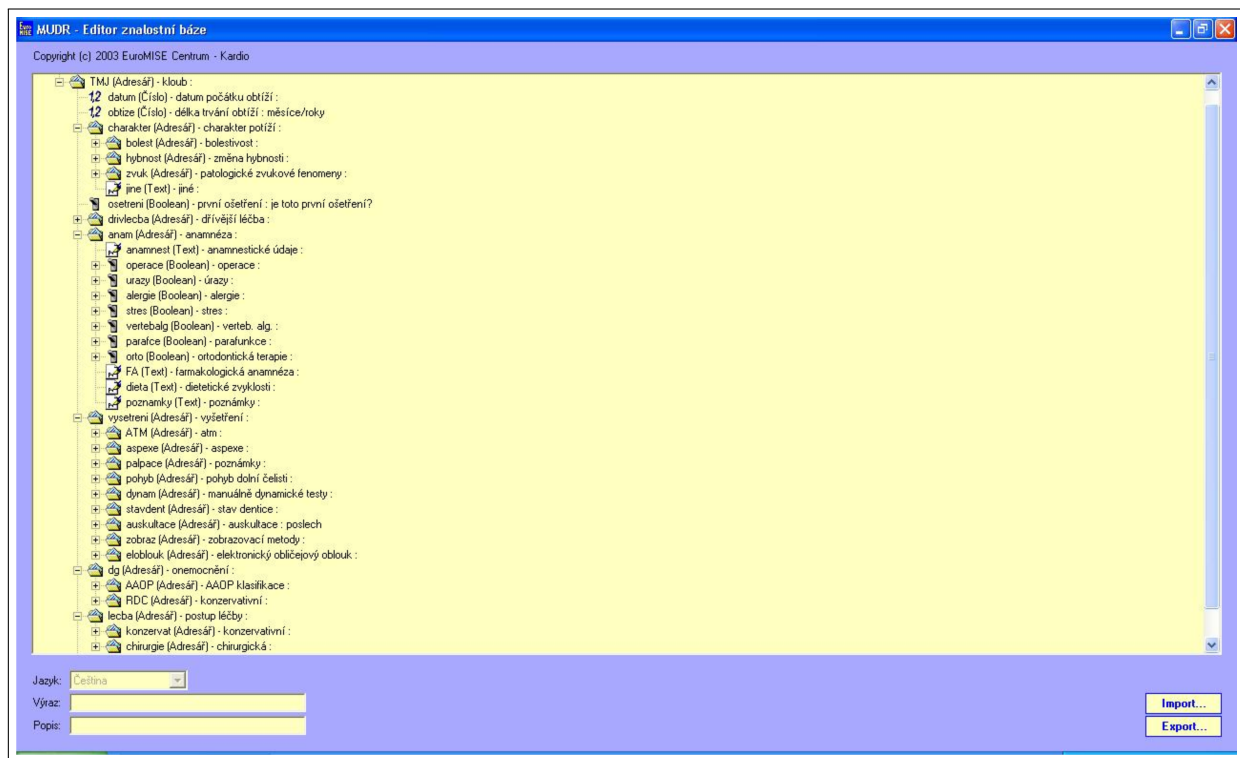 Euro
MISE
MUDR - Editor znalostní báze
Copyright (c) 2003 EuroMISE Centrum - Kardio
TMJ (Adresář) - kloub :
1,2 datum (Číslo) - datum počátku obtíží :
1,2 obtize (Číslo) - délka trvání obtíží : měsíce/roky
charakter (Adresář) - charakter potíží :
bolest (Adresář) - bolestivost :
hybnost (Adresář) - změna hybnosti :
zvuk (Adresář) - patologické zvukové fenomeny :
jine (Text) - jiné :
osetreni (Boolean) - první ošetření : je toto první ošetření?
drivlecba (Adresář) - dřívější léčba :
anam (Adresář) - anamnéza :
anamnest (Text) - anamnestické údaje :
operace (Boolean) - operace :
urazy (Boolean) - úrazy :
alergie (Boolean) - alergie :
stres (Boolean) - stres :
vertebalg (Boolean) - verteb. alg. :
parafce (Boolean) - parafunkce :
orto (Boolean) - ortodontická terapie :
FA (Text) - farmakologická anamnéza :
dieta (Text) - dietetické zvyklosti :
poznamky (Text) - poznámky :
vysetreni (Adresář) - vyšetření :
ATM (Adresář) - atm :
aspexe (Adresář) - aspexe :
palpace (Adresář) - poznámky :
pohyb (Adresář) - pohyb dolní čelisti :
dynam (Adresář) - manuálně dynamické testy :
stavdent (Adresář) - stav dentice :
auskultace (Adresář) - auskultace : poslech
zobraz (Adresář) - zobrazovací metody :
eloblouk (Adresář) - elektronický obličejový oblouk :
dg (Adresář) - onemocnění :
AAOP (Adresář) - AAOP klasifikace :
RDC (Adresář) - konzervativní :
lecba (Adresář) - postup léčby :
konzervat (Adresář) - konzervativní :
chirurgie (Adresář) - chirurgická :
Jazyk: Čeština
Výraz:
Import...
Popis:
Export...